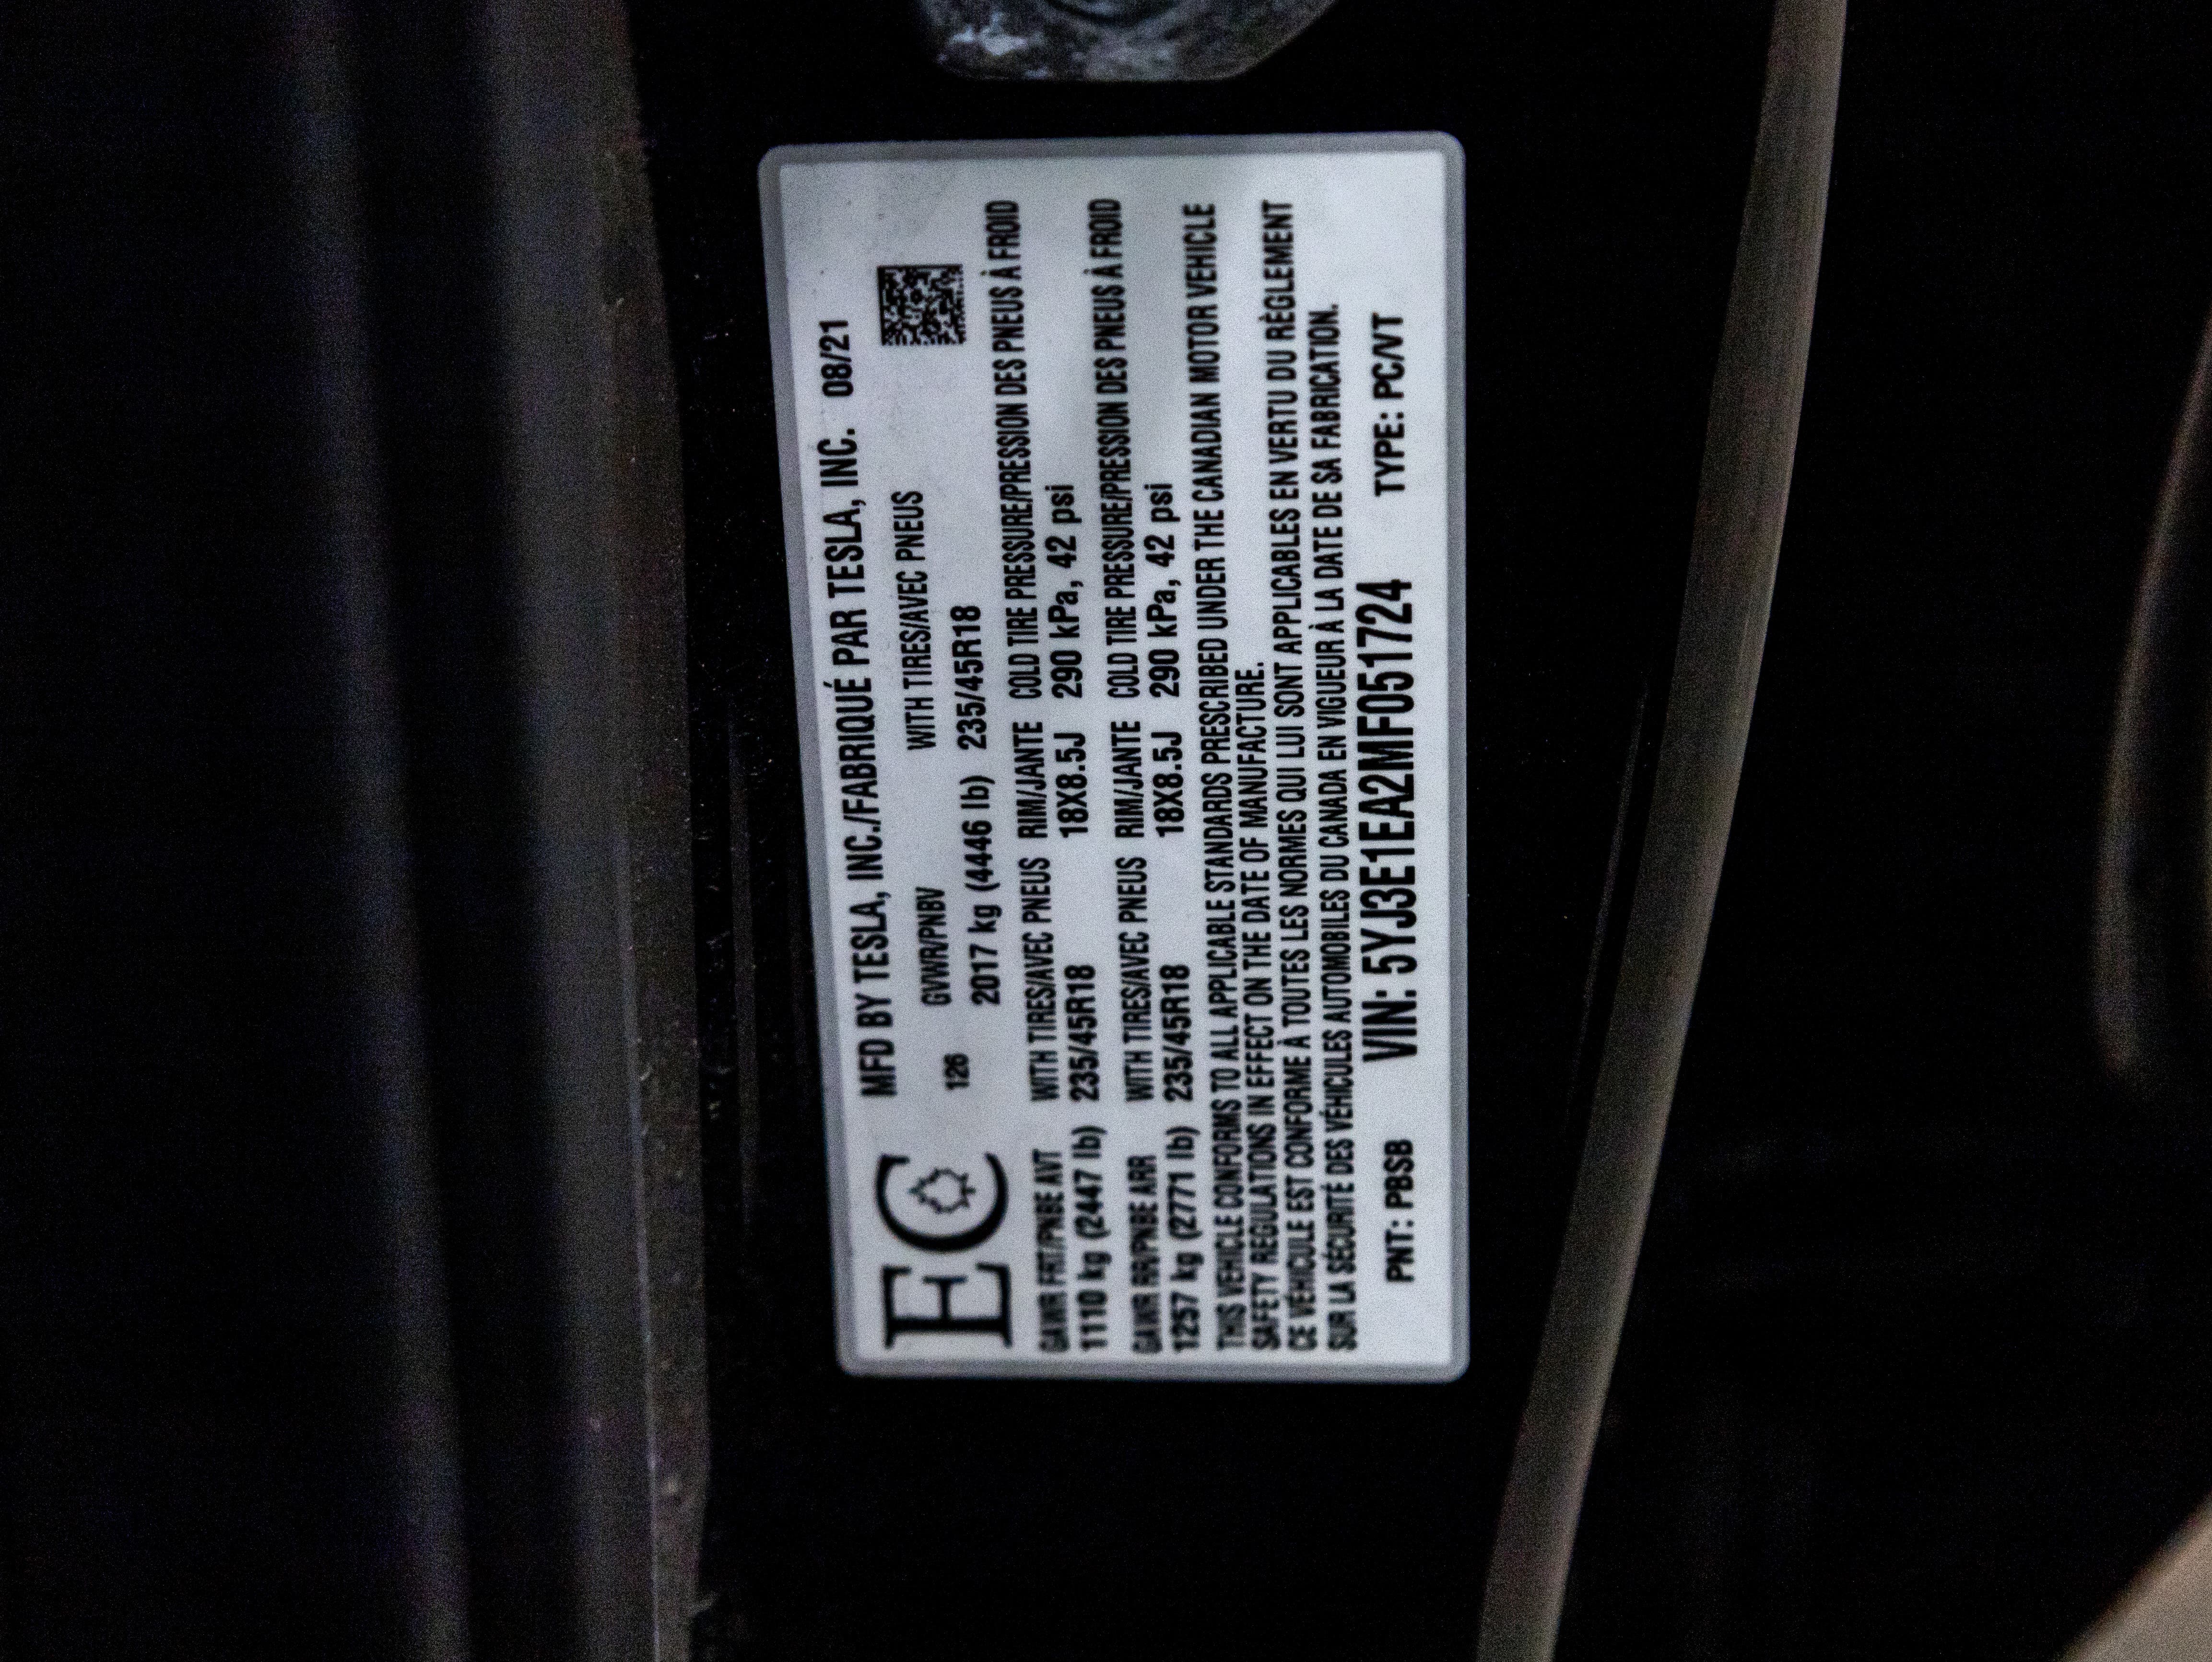 EC
MFD BY TESLA, INC./FABRIQUÉ PAR TESLA, INC. 08/21
126 GVWR/PNBV WITH TIRES/AVEC PNEUS
2017 kg (4446 lb) 235/45R18
GAWR FRT/PNBE AVT WITH TIRES/AVEC PNEUS RIM/JANTE COLD TIRE PRESSURE/PRESSION DES PNEUS À FROID
1110 kg (2447 lb) 235/45R18 18X8.5J 290 kPa, 42 psi
GAWR RR/PNBE ARR WITH TIRES/AVEC PNEUS RIM/JANTE COLD TIRE PRESSURE/PRESSION DES PNEUS À FROID
1257 kg (2771 lb) 235/45R18 18X8.5J 290 kPa, 42 psi
THIS VEHICLE CONFORMS TO ALL APPLICABLE STANDARDS PRESCRIBED UNDER THE CANADIAN MOTOR VEHICLE
SAFETY REGULATIONS IN EFFECT ON THE DATE OF MANUFACTURE.
CE VÉHICULE EST CONFORME À TOUTES LES NORMES QUI LUI SONT APPLICABLES EN VERTU DU RÈGLEMENT
SUR LA SÉCURITÉ DES VÉHICULES AUTOMOBILES DU CANADA EN VIGUEUR À LA DATE DE SA FABRICATION.
PNT: PBSB VIN: 5YJ3E1EA2MF051724 TYPE: PC/VT